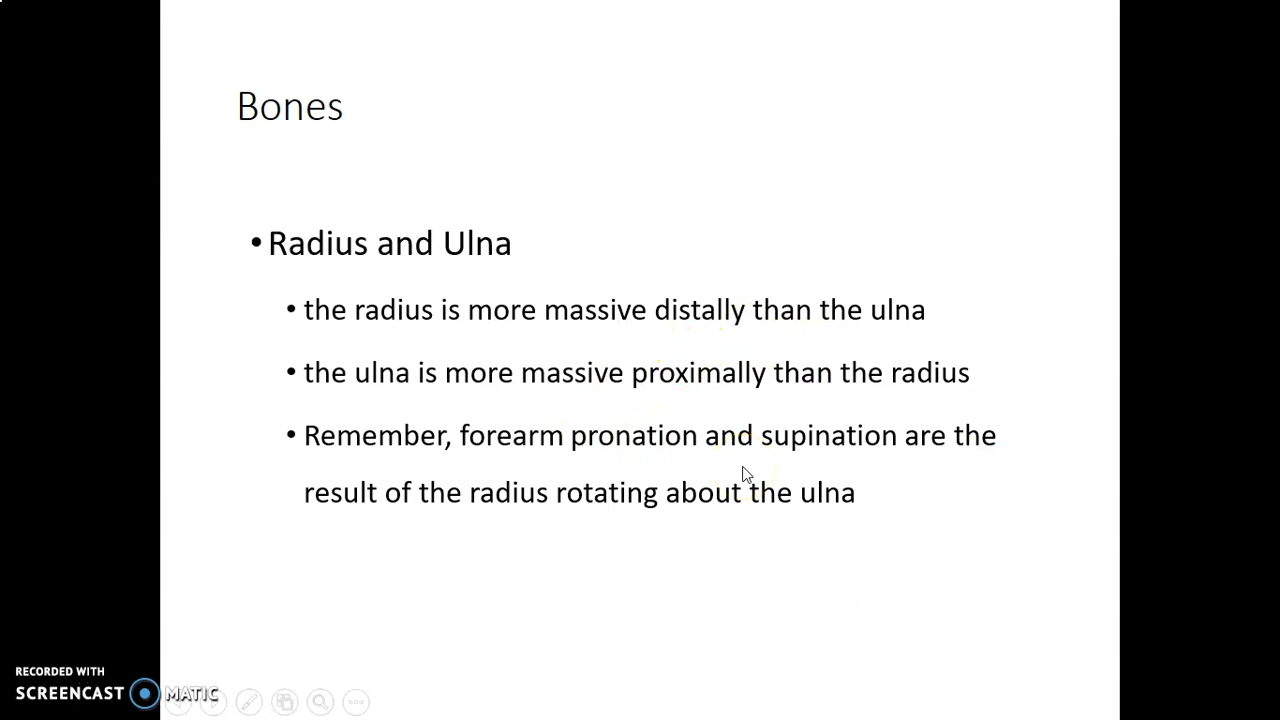 Bones
• Radius and Ulna
• the radius is more massive distally than the ulna
• the ulna is more massive proximally than the radius
• Remember, forearm pronation and supination are the
result of the radius rotating about the ulna
RECORDED WITH
SCREENCAST MATIC